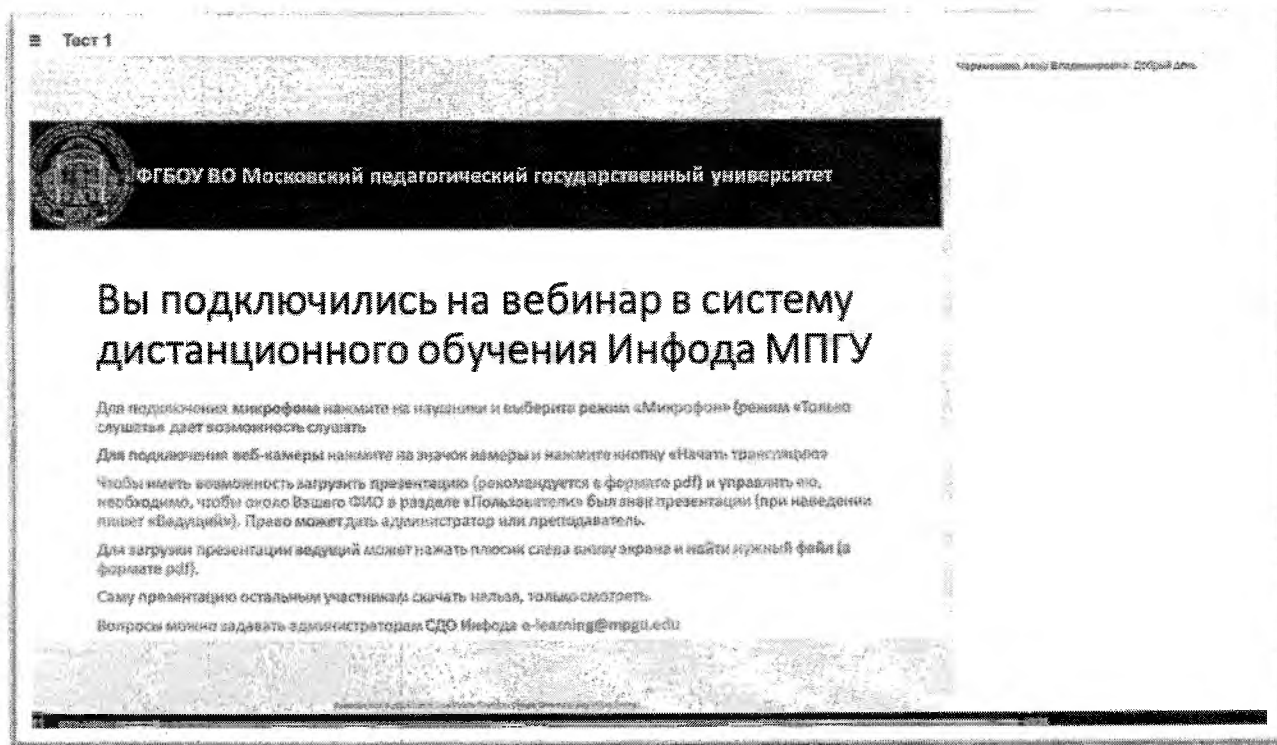 Тест 1
Добрый день
ФГБОУ ВО Московский педагогический государственный университет
Вы подключились на вебинар в систему
дистанционного обучения Инфода МПГУ
Для подключения микрофона нажмите на наушники и выберите режим «Микрофон» (режим «Только
слушать» дает возможность слушать
Для подключения веб-камеры нажмите на значок камеры и нажмите кнопку «Начать трансляцию»
Чтобы иметь возможность загрузить презентацию (рекомендуется в формате pdf) и управлять ею,
необходимо, чтобы около Вашего ФИО в разделе «Пользователи» был знак презентации (при наведении
пишет «Ведущий»). Право может дать администратор или преподаватель.
Для загрузки презентации ведущий может нажать плюсик слева внизу экрана и найти нужный файл (в
формате pdf).
Саму презентацию остальным участникам скачать нельзя, только смотреть.
Вопросы можно задавать администраторам СДО Инфода e-learning@mpgu.edu